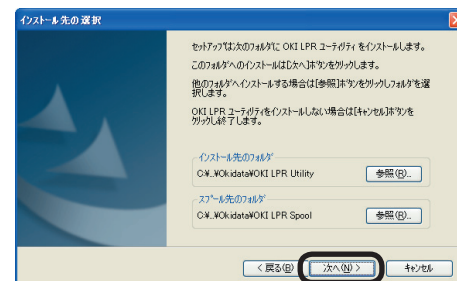 インストール先の選択
セットアップは次のフォルダに OKI LPR ユーティリティ をインストールします。
このフォルダへのインストールは[次へ]ボタンをクリックします。
他のフォルダへインストールする場合は[参照]ボタンをクリックしフォルダを選
択します。
OKI LPR ユーティリティをインストールしない場合は[キャンセル]ボタンを
クリックし終了します。
インストール先のフォルダ
C:¥..¥Okidata¥OKI LPR Utility
参照(R)...
スプール先のフォルダ
C:¥..¥Okidata¥OKI LPR Spool
参照(R)...
< 戻る(B)
次へ(N) >
キャンセル